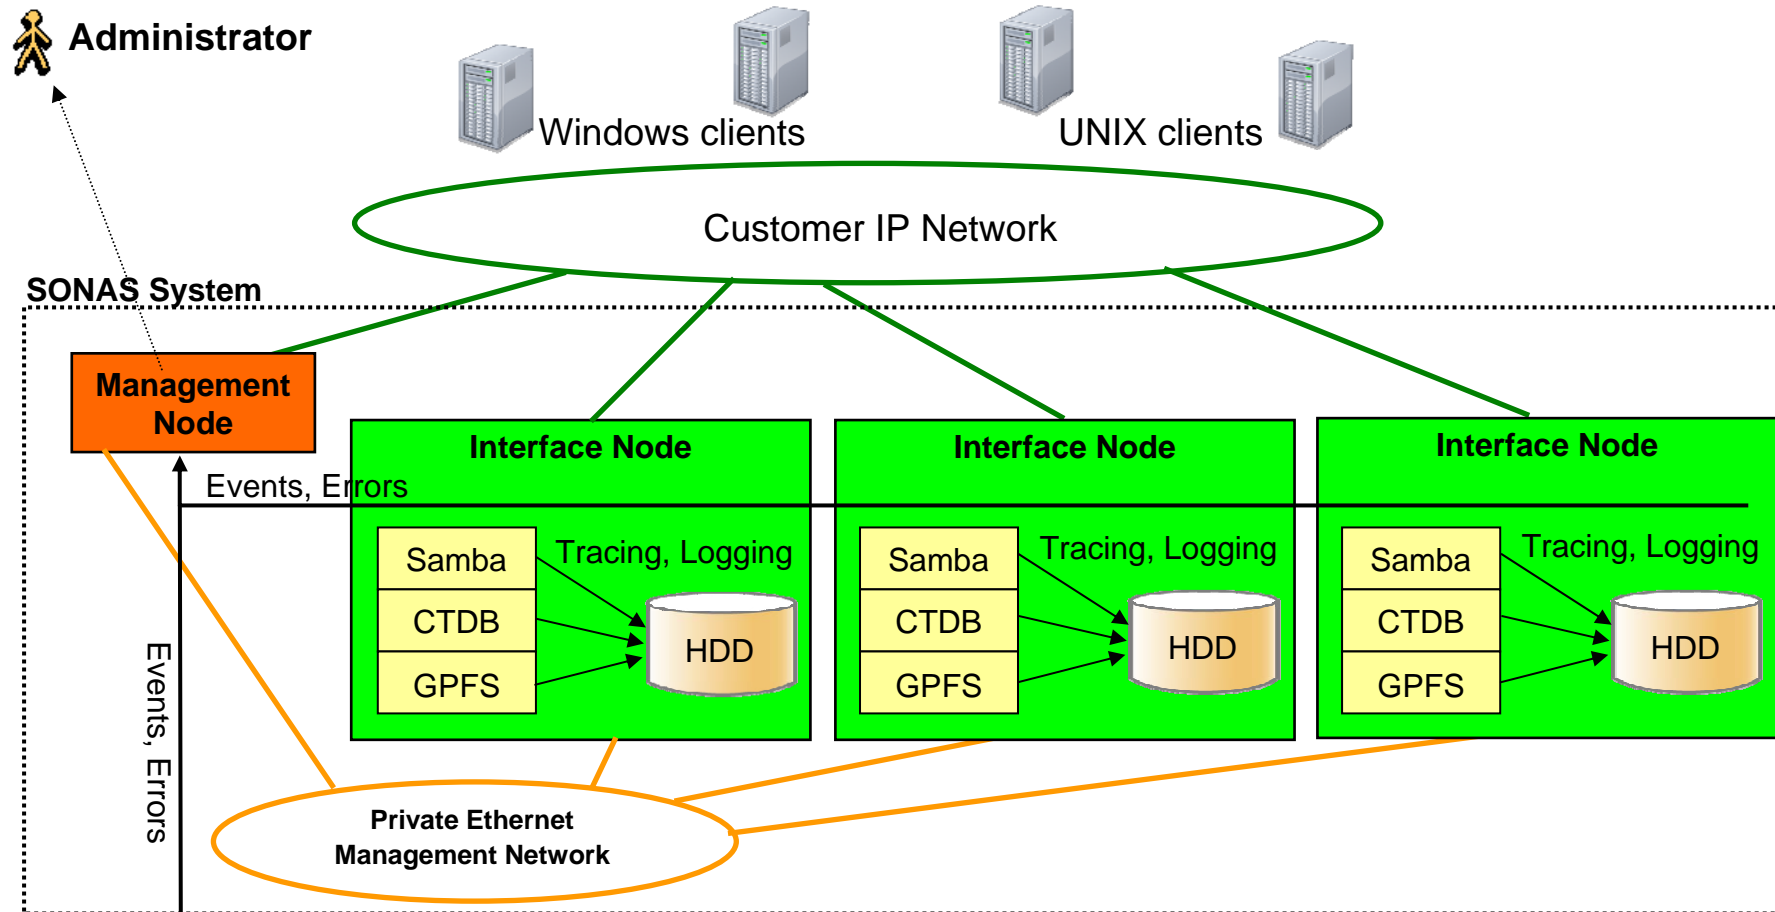 Administrator
Windows clients
UNIX clients
Customer IP Network
SONAS System
Management
Node
Interface Node
Interface Node
Interface Node
Events, Errors
Samba
CTDB
GPFS
Tracing, Logging
HDD
Samba
CTDB
GPFS
Tracing, Logging
HDD
Samba
CTDB
GPFS
Tracing, Logging
HDD
Events, Errors
Private Ethernet
Management Network